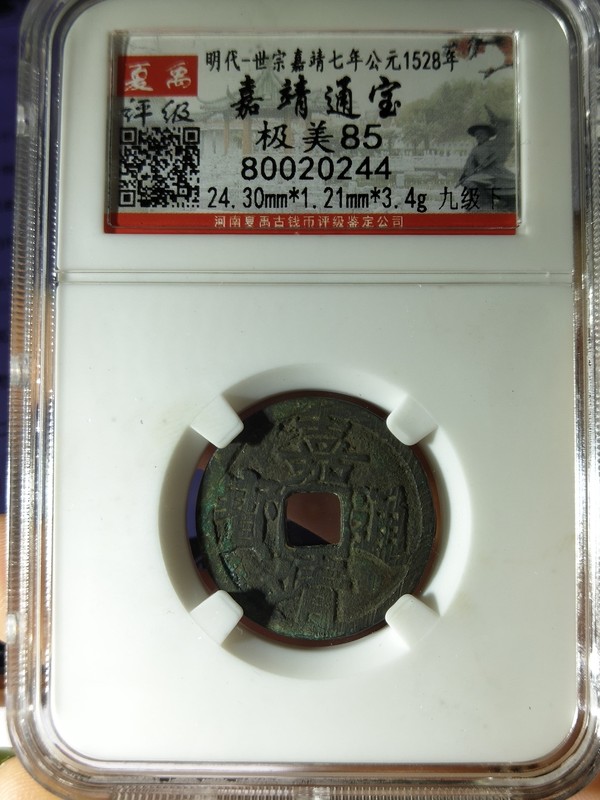 明代-世宗嘉靖七年公元1528年
夏禹
评级
嘉靖通宝
极美85
80020244
24.30mm*1.21mm*3.4g 九级下
河南夏禹古钱币评级鉴定公司
嘉
寶 通
靖